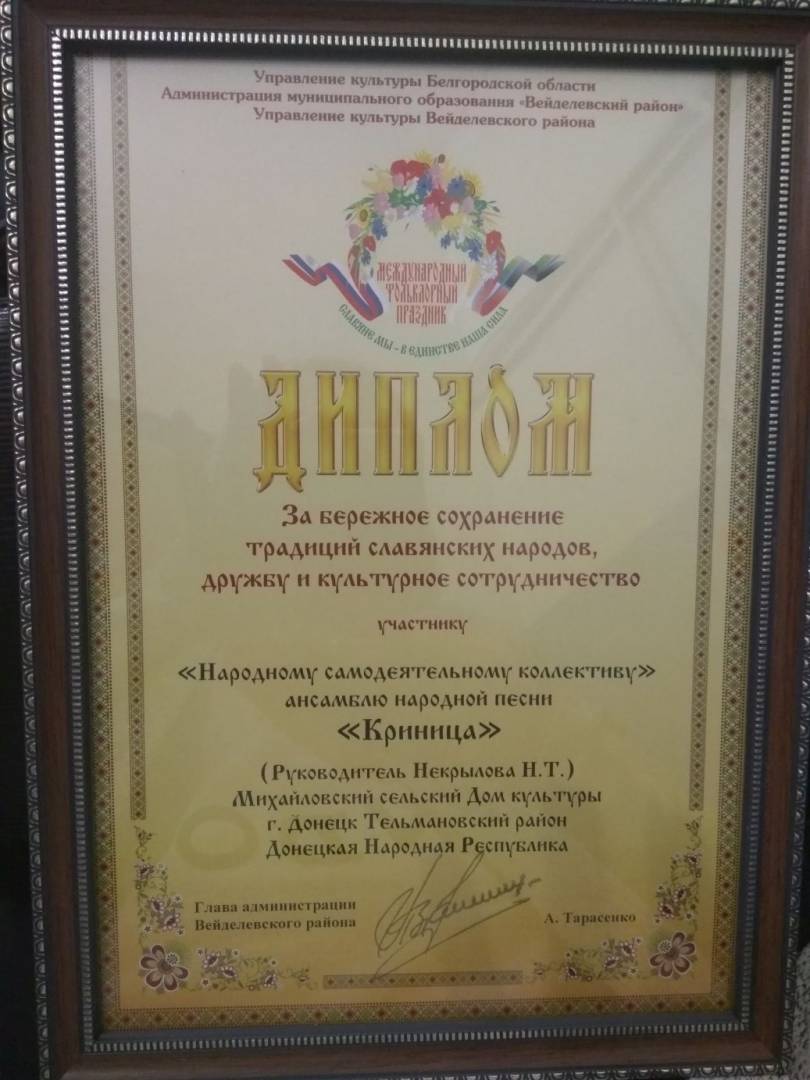 Управление культуры Белгородской области
Администрация муниципального образования «Вейделевский район»
Управление культуры Вейделевского района
МЕЖДУНАРОДНЫЙ
ФОЛЬКЛОРНЫЙ
ПРАЗДНИК
СЛАВЯНЕ МЫ - В ЕДИНСТВЕ НАША СИЛА
ДИПЛОМ
За бережное сохранение
традиций славянских народов,
дружбу и культурное сотрудничество
участнику
«Народному самодеятельному коллективу»
ансамблю народной песни
«Криница»
(Руководитель Некрылова Н.Т.)
Михайловский сельский Дом культуры
г. Донецк Тельмановский район
Донецкая Народная Республика
Глава администрации
Вейделевского района
А. Тарасенко